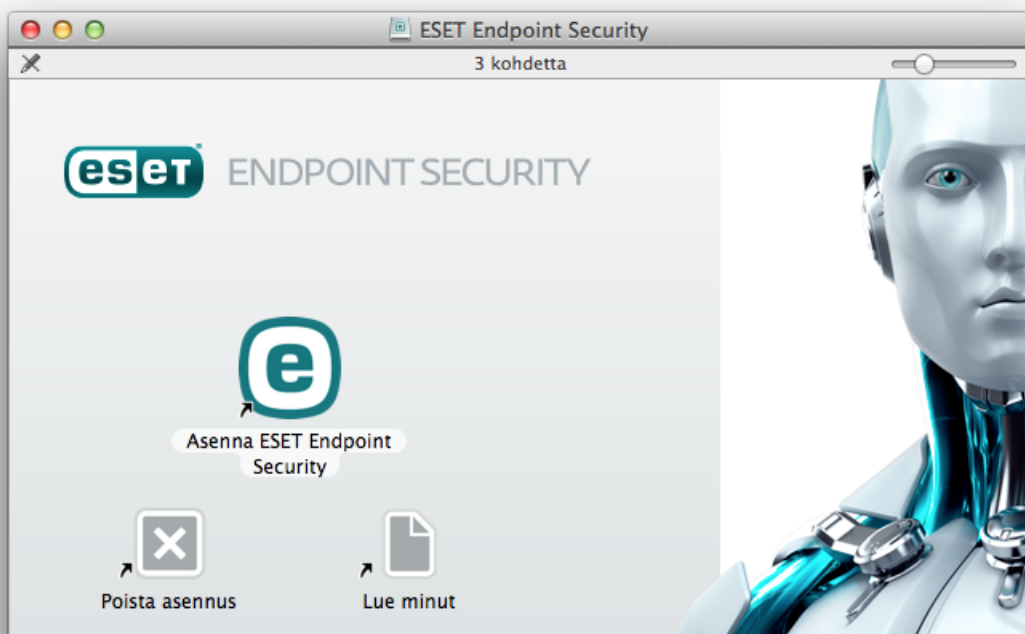 ESET Endpoint Security
3 kohdetta
eset ENDPOINT SECURITY
e
Asenna ESET Endpoint
Security
Poista asennus
Lue minut